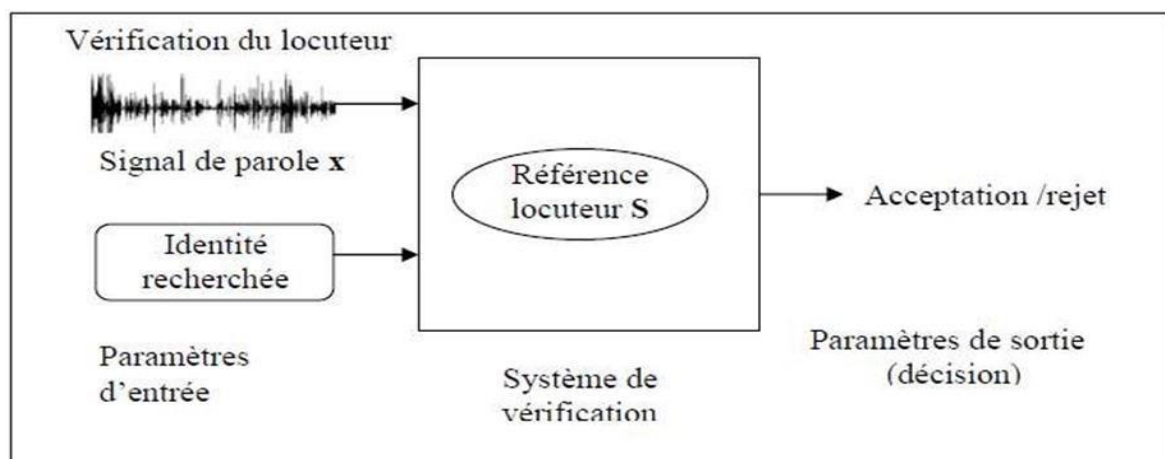 Vérification du locuteur
Signal de parole x
Identité
recherchée
Paramètres
d'entrée
Référence
locuteur S
Système de
vérification
Acceptation /rejet
Paramètres de sortie
(décision)